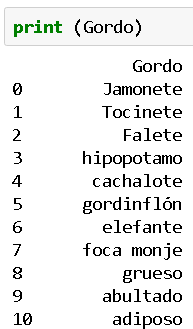 print (Gordo)
Gordo
0 Jamonete
1 Tocinete
2 Falete
3 hipopotamo
4 cachalote
5 gordinflón
6 elefante
7 foca monje
8 grueso
9 abultado
10 adiposo